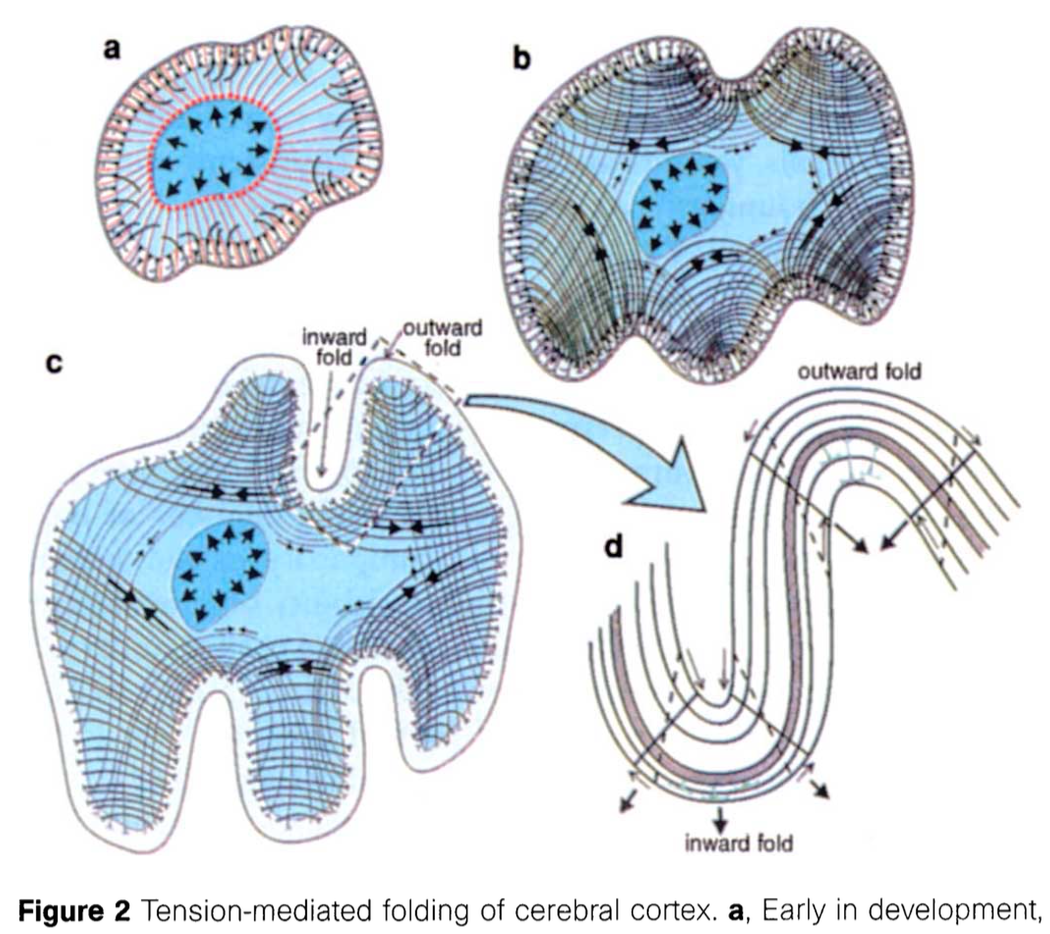 a
b
c
inward
fold
outward
fold
outward fold
d
inward fold
Figure 2 Tension-mediated folding of cerebral cortex. a, Early in development,